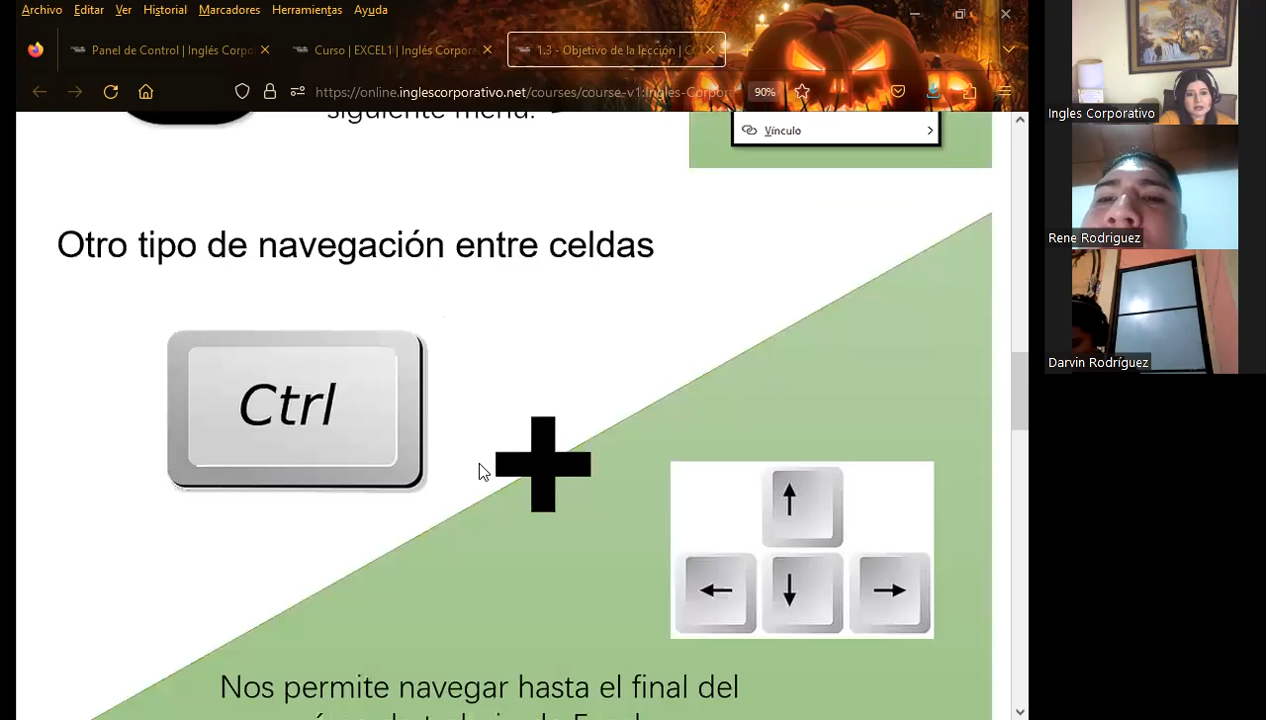 Archivo Editar Ver Historial Marcadores Herramientas Ayuda
Panel de Control | Inglés Corpo
Curso | EXCEL1 | Inglés Corpora
1.3 - Objetivo de la lección |
https://online.inglescorporativo.net/courses/course-v1:Ingles-Corpor
90%
siguiente menú.
Vínculo
Otro tipo de navegación entre celdas
Ctrl
Nos permite navegar hasta el final del
Ingles Corporativo
Rene Rodriguez
Darvin Rodríguez